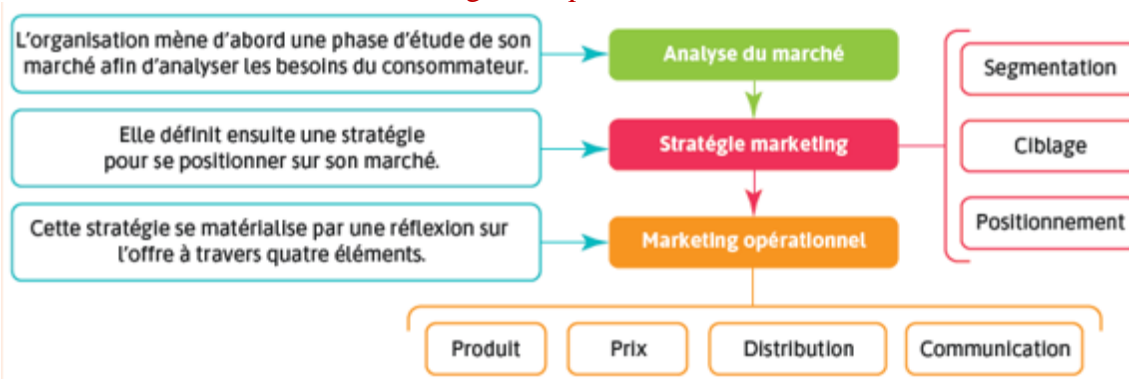 L'organisation mène d'abord une phase d'étude de son
marché afin d'analyser les besoins du consommateur.
Analyse du marché
Segmentation
Elle définit ensuite une stratégie
pour se positionner sur son marché.
Stratégie marketing
Ciblage
Cette stratégie se matérialise par une réflexion sur
l'offre à travers quatre éléments.
Marketing opérationnel
Positionnement
Produit
Prix
Distribution
Communication